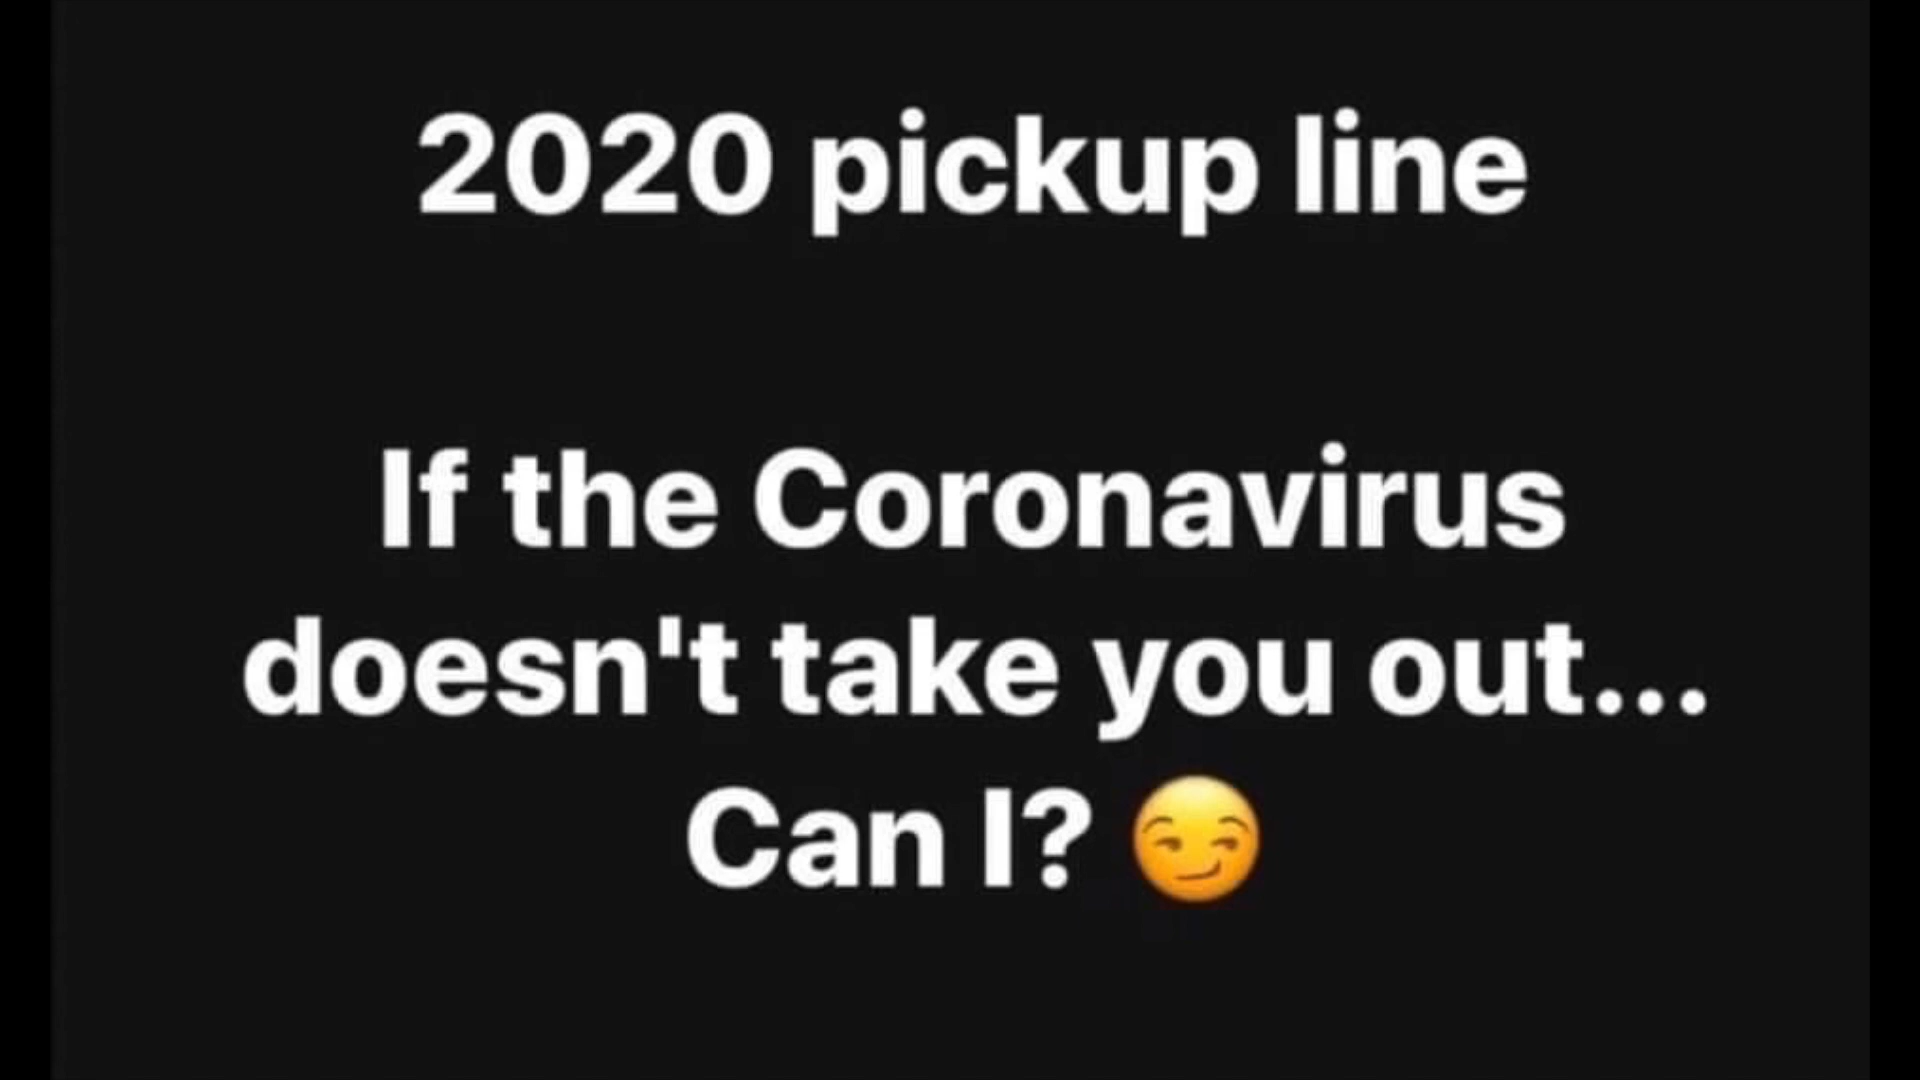 2020 pickup line
If the Coronavirus
doesn't take you out...
Can I? 😏